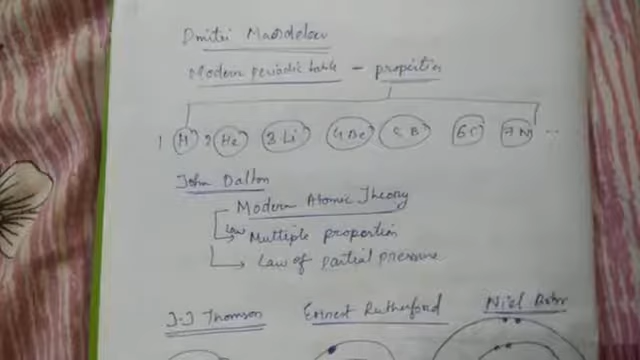 Dmitri Maendeleev
Modern periodic table - properties
1 H 2 He 3 Li 4 Be 5 B 6 C 7 N ..
John Dalton
Modern Atomic Theory
Law Multiple proportion
Law of partial pressure
J.J Thomson Ernest Rutherford Niel Bohr